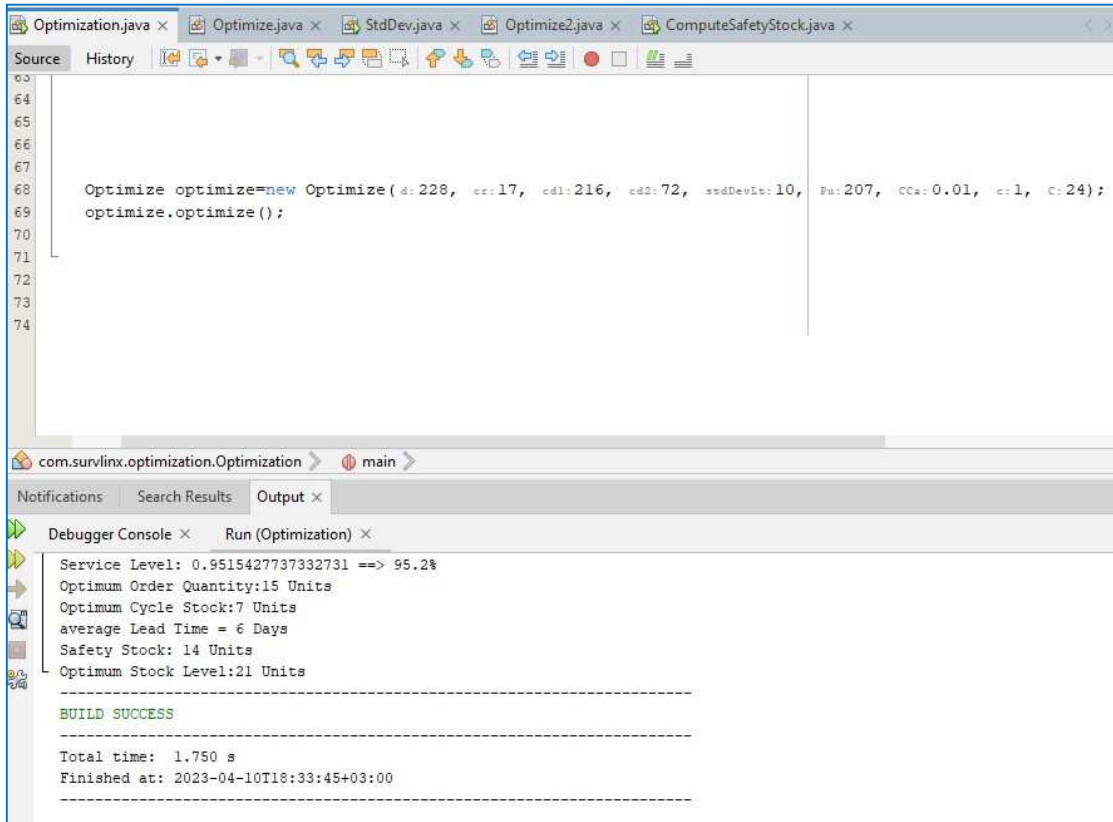 Optimization.java × Optimize.java × StdDev.java × Optimize2.java × ComputeSafetyStock.java ×
Source History
63
64
65
66
67
68 Optimize optimize=new Optimize( d: 228, cr: 17, cd1: 216, cd2: 72, stdDevLt: 10, Pu: 207, CCa: 0.01, c: 1, C: 24);
69 optimize.optimize();
70
71
72
73
74
com.survlinx.optimization.Optimization main
Notifications Search Results Output ×
Debugger Console × Run (Optimization) ×
Service Level: 0.9515427737332731 ==> 95.2%
Optimum Order Quantity:15 Units
Optimum Cycle Stock:7 Units
average Lead Time = 6 Days
Safety Stock: 14 Units
Optimum Stock Level:21 Units
------------------------------------------------------------------------
BUILD SUCCESS
------------------------------------------------------------------------
Total time: 1.750 s
Finished at: 2023-04-10T18:33:45+03:00
------------------------------------------------------------------------